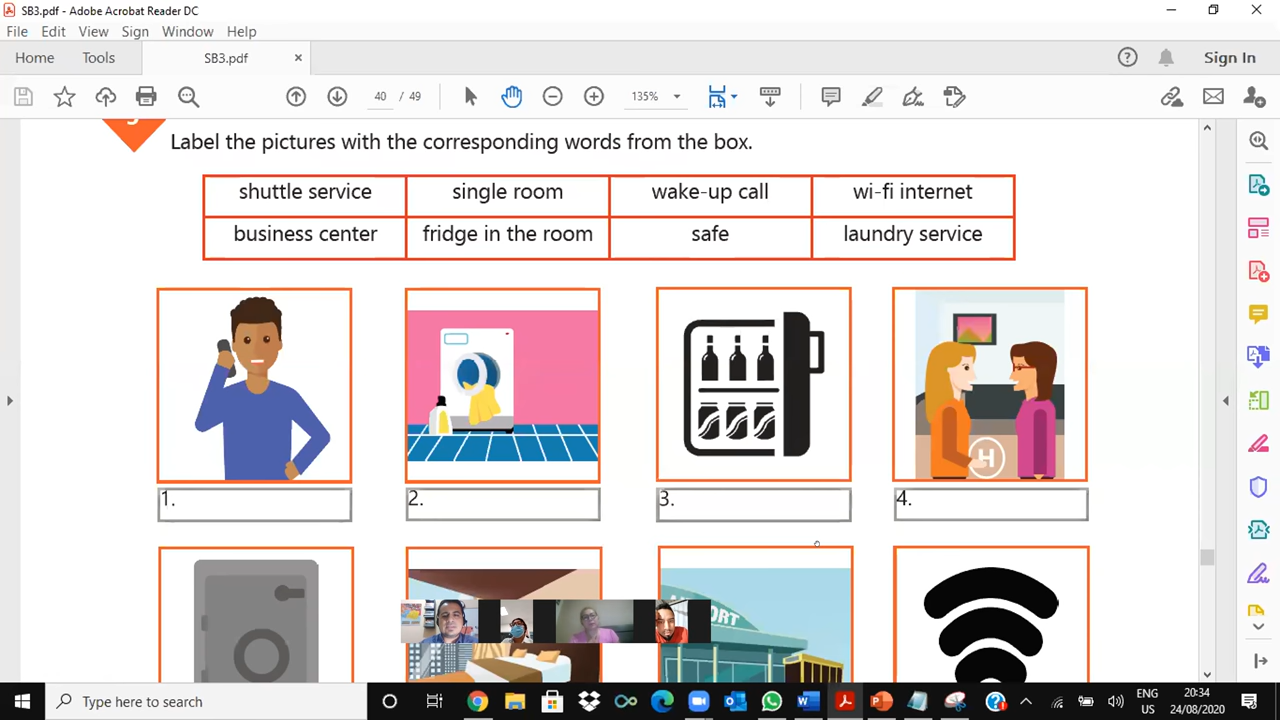 SB3.pdf - Adobe Acrobat Reader DC
File Edit View Sign Window Help
Home Tools SB3.pdf × ? Sign In
40 / 49 135%
Label the pictures with the corresponding words from the box.
shuttle service single room wake-up call wi-fi internet
business center fridge in the room safe laundry service
H
1. 2. 3. 4.
Type here to search
ENG
US
20:34
24/08/2020